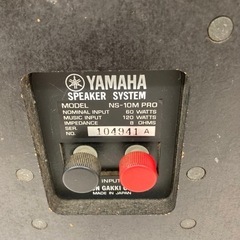 YAMAHA
SPEAKER SYSTEM
MODEL NS-10M PRO
NOMINAL INPUT 60 WATTS
MUSIC INPUT 120 WATTS
IMPEDANCE 8 OHMS
SER. NO. 104941 A
INPUT
GAKKI
MADE IN JAPAN